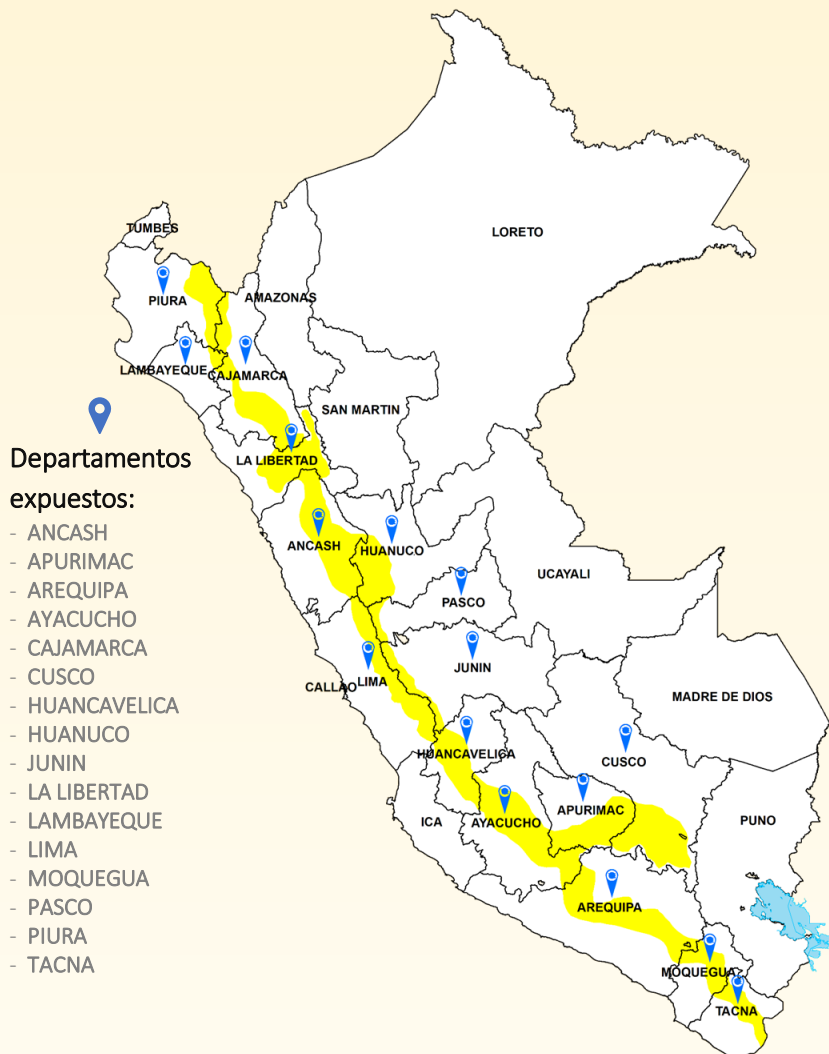 TUMBES
LORETO
PIURA
AMAZONAS
LAMBAYEQUE
CAJAMARCA
SAN MARTIN
LA LIBERTAD
ANCASH
HUANUCO
UCAYALI
PASCO
JUNIN
CALLAO
LIMA
MADRE DE DIOS
HUANCAVELICA
CUSCO
ICA
AYACUCHO
APURIMAC
PUNO
AREQUIPA
MOQUEGUA
TACNA
Departamentos
expuestos:
- ANCASH
- APURIMAC
- AREQUIPA
- AYACUCHO
- CAJAMARCA
- CUSCO
- HUANCAVELICA
- HUANUCO
- JUNIN
- LA LIBERTAD
- LAMBAYEQUE
- LIMA
- MOQUEGUA
- PASCO
- PIURA
- TACNA